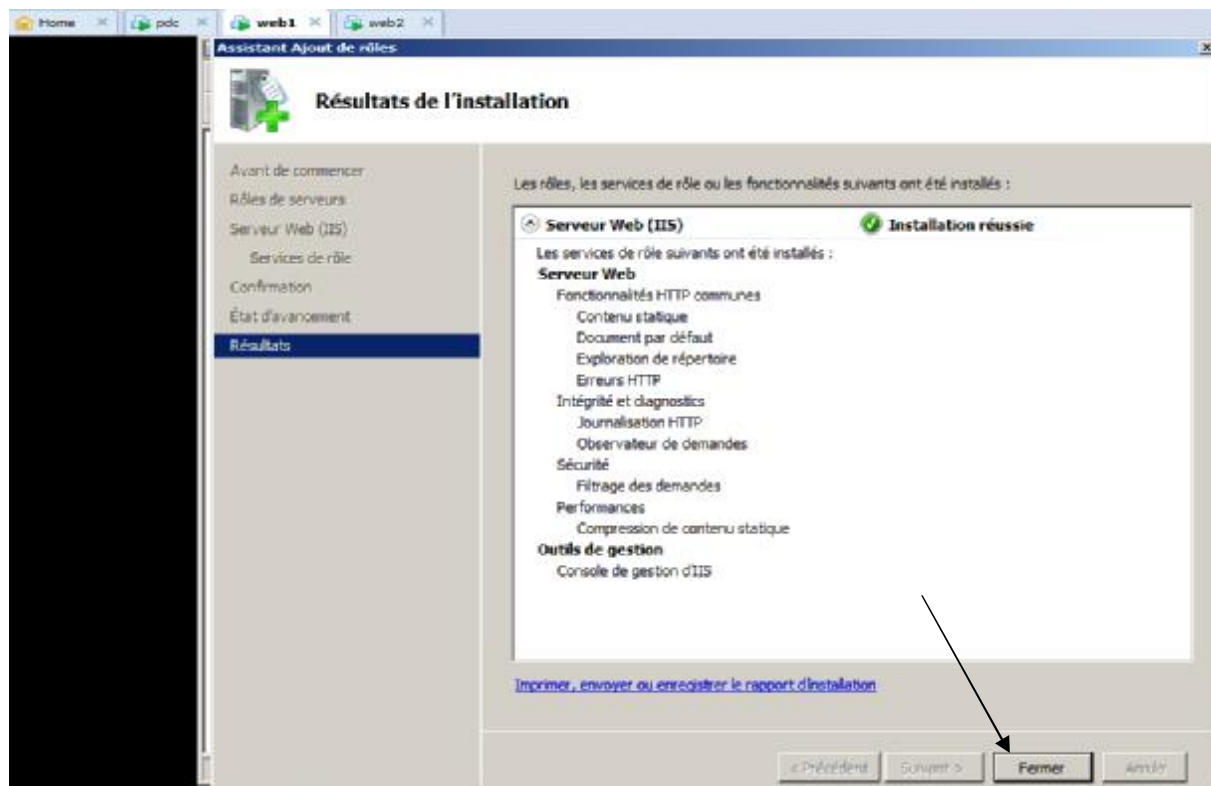 Home pdc web1 web2
Assistant Ajout de rôles
Résultats de l'installation
Avant de commencer
Rôles de serveurs
Serveur Web (IIS)
Services de rôle
Confirmation
État d'avancement
Résultats
Les rôles, les services de rôle ou les fonctionnalités suivants ont été installés :
Serveur Web (IIS) Installation réussie
Les services de rôle suivants ont été installés :
Serveur Web
Fonctionnalités HTTP communes
Contenu statique
Document par défaut
Exploration de répertoire
Erreurs HTTP
Intégrité et diagnostics
Journalisation HTTP
Observateur de demandes
Sécurité
Filtrage des demandes
Performances
Compression de contenu statique
Outils de gestion
Console de gestion d'IIS
Imprimer, envoyer ou enregistrer le rapport d'installation
< Précédent Suivant > Fermer Annuler